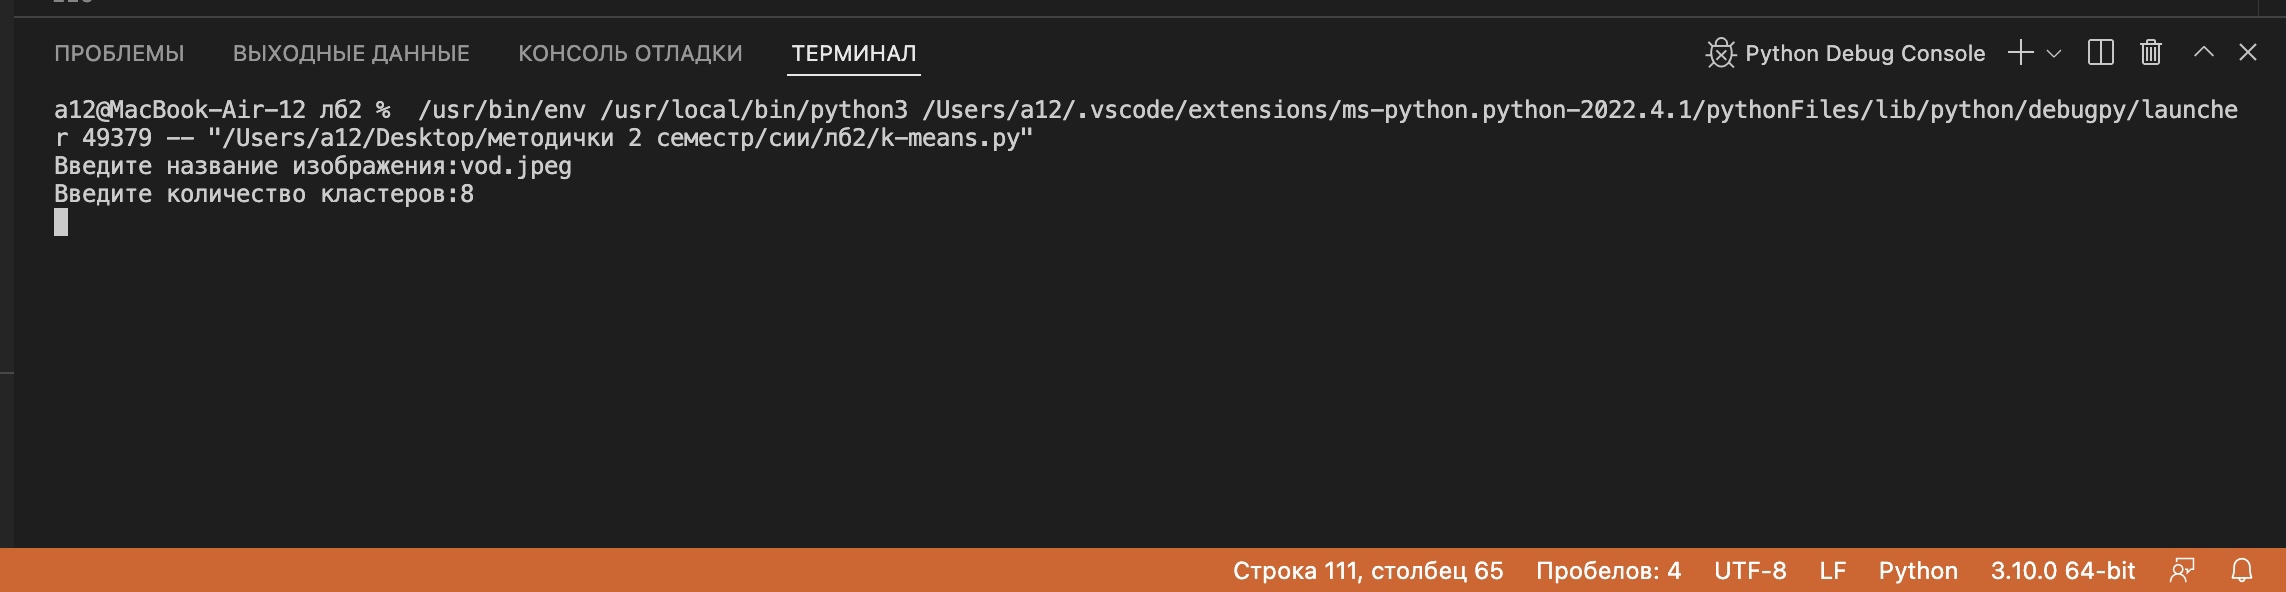 ПРОБЛЕМЫ ВЫХОДНЫЕ ДАННЫЕ КОНСОЛЬ ОТЛАДКИ ТЕРМИНАЛ Python Debug Console
a12@MacBook-Air-12 лб2 %  /usr/bin/env /usr/local/bin/python3 /Users/a12/.vscode/extensions/ms-python.python-2022.4.1/pythonFiles/lib/python/debugpy/launche
r 49379 -- "/Users/a12/Desktop/методички 2 семестр/сии/лб2/k-means.py"
Введите название изображения:vod.jpeg
Введите количество кластеров:8
Строка 111, столбец 65 Пробелов: 4 UTF-8 LF Python 3.10.0 64-bit